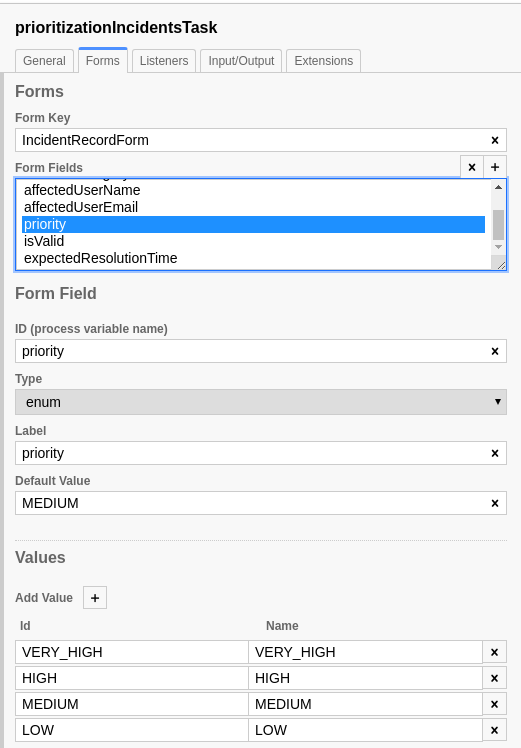 prioritizationIncidentsTask
General Forms Listeners Input/Output Extensions
Forms
Form Key
IncidentRecordForm
Form Fields
affectedUserName
affectedUserEmail
priority
isValid
expectedResolutionTime
Form Field
ID (process variable name)
priority
Type
enum
Label
priority
Default Value
MEDIUM
Values
Add Value +
Id Name
VERY_HIGH VERY_HIGH
HIGH HIGH
MEDIUM MEDIUM
LOW LOW